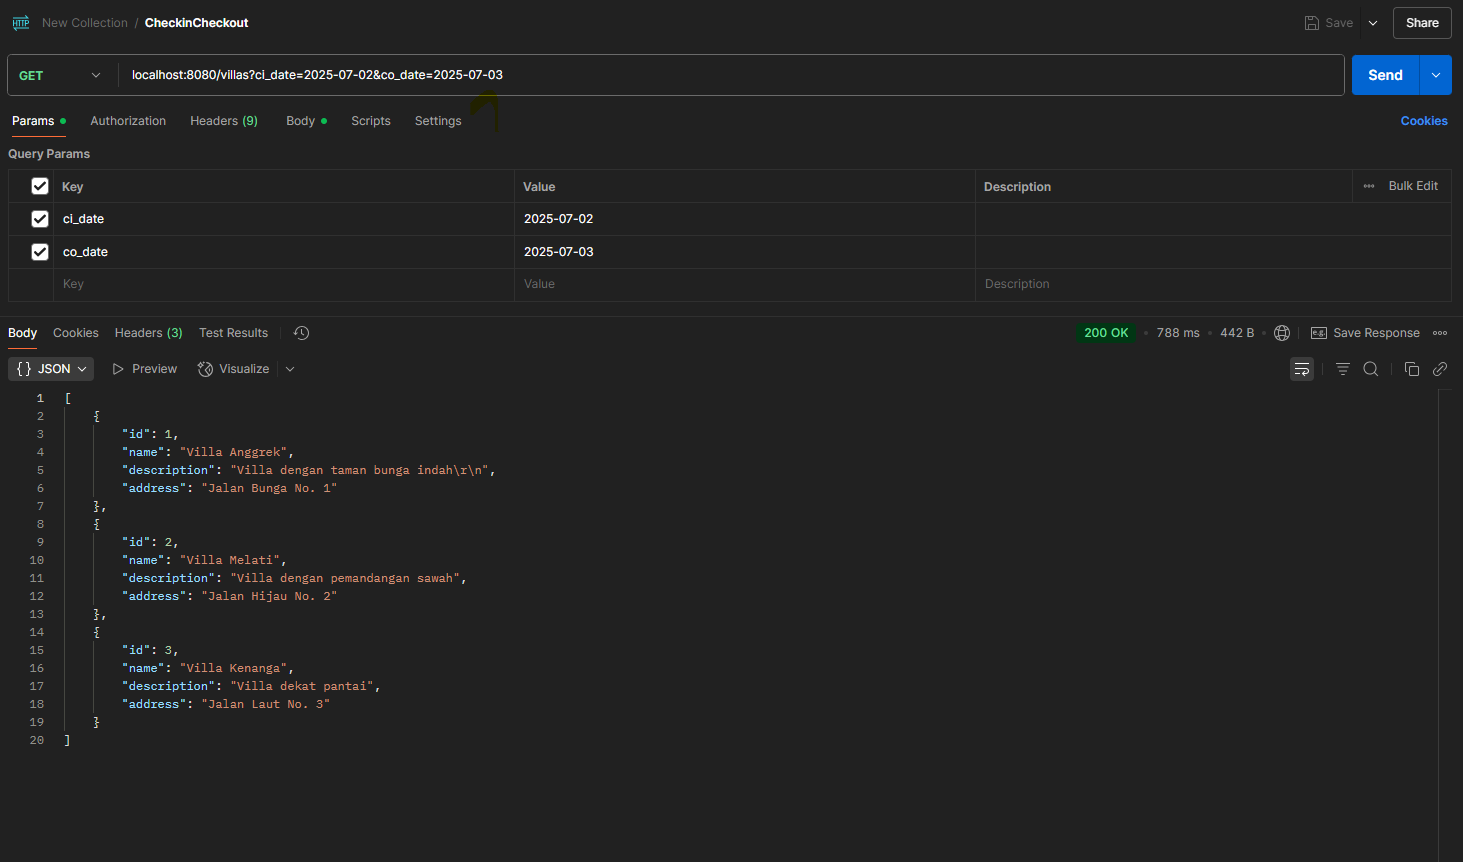 HTTP New Collection / CheckinCheckout Save Share
GET localhost:8080/villas?ci_date=2025-07-02&co_date=2025-07-03 Send
Params Authorization Headers (9) Body Scripts Settings Cookies
Query Params
Key Value Description Bulk Edit
ci_date 2025-07-02
co_date 2025-07-03
Key Value Description
Body Cookies Headers (3) Test Results 200 OK 788 ms 442 B e.g. Save Response
{} JSON Preview Visualize
1 [
2 {
3 "id": 1,
4 "name": "Villa Anggrek",
5 "description": "Villa dengan taman bunga indah\r\n",
6 "address": "Jalan Bunga No. 1"
7 },
8 {
9 "id": 2,
10 "name": "Villa Melati",
11 "description": "Villa dengan pemandangan sawah",
12 "address": "Jalan Hijau No. 2"
13 },
14 {
15 "id": 3,
16 "name": "Villa Kenanga",
17 "description": "Villa dekat pantai",
18 "address": "Jalan Laut No. 3"
19 }
20 ]